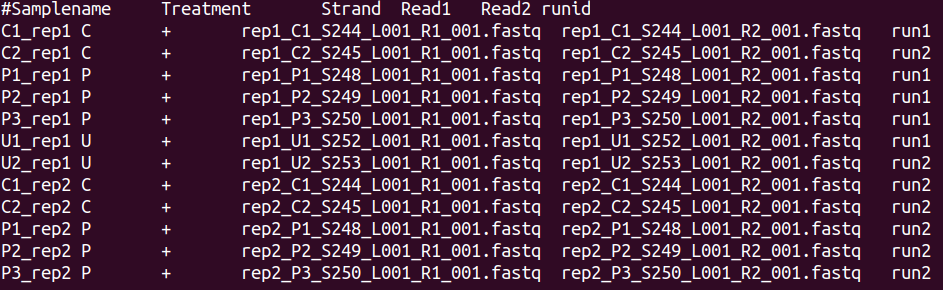 #Samplename Treatment Strand Read1 Read2 runid
C1_rep1 C + rep1_C1_S244_L001_R1_001.fastq rep1_C1_S244_L001_R2_001.fastq run1
C2_rep1 C + rep1_C2_S245_L001_R1_001.fastq rep1_C2_S245_L001_R2_001.fastq run2
P1_rep1 P + rep1_P1_S248_L001_R1_001.fastq rep1_P1_S248_L001_R2_001.fastq run1
P2_rep1 P + rep1_P2_S249_L001_R1_001.fastq rep1_P2_S249_L001_R2_001.fastq run1
P3_rep1 P + rep1_P3_S250_L001_R1_001.fastq rep1_P3_S250_L001_R2_001.fastq run1
U1_rep1 U + rep1_U1_S252_L001_R1_001.fastq rep1_U1_S252_L001_R2_001.fastq run1
U2_rep1 U + rep1_U2_S253_L001_R1_001.fastq rep1_U2_S253_L001_R2_001.fastq run2
C1_rep2 C + rep2_C1_S244_L001_R1_001.fastq rep2_C1_S244_L001_R2_001.fastq run2
C2_rep2 C + rep2_C2_S245_L001_R1_001.fastq rep2_C2_S245_L001_R2_001.fastq run2
P1_rep2 P + rep2_P1_S248_L001_R1_001.fastq rep2_P1_S248_L001_R2_001.fastq run2
P2_rep2 P + rep2_P2_S249_L001_R1_001.fastq rep2_P2_S249_L001_R2_001.fastq run2
P3_rep2 P + rep2_P3_S250_L001_R1_001.fastq rep2_P3_S250_L001_R2_001.fastq run2